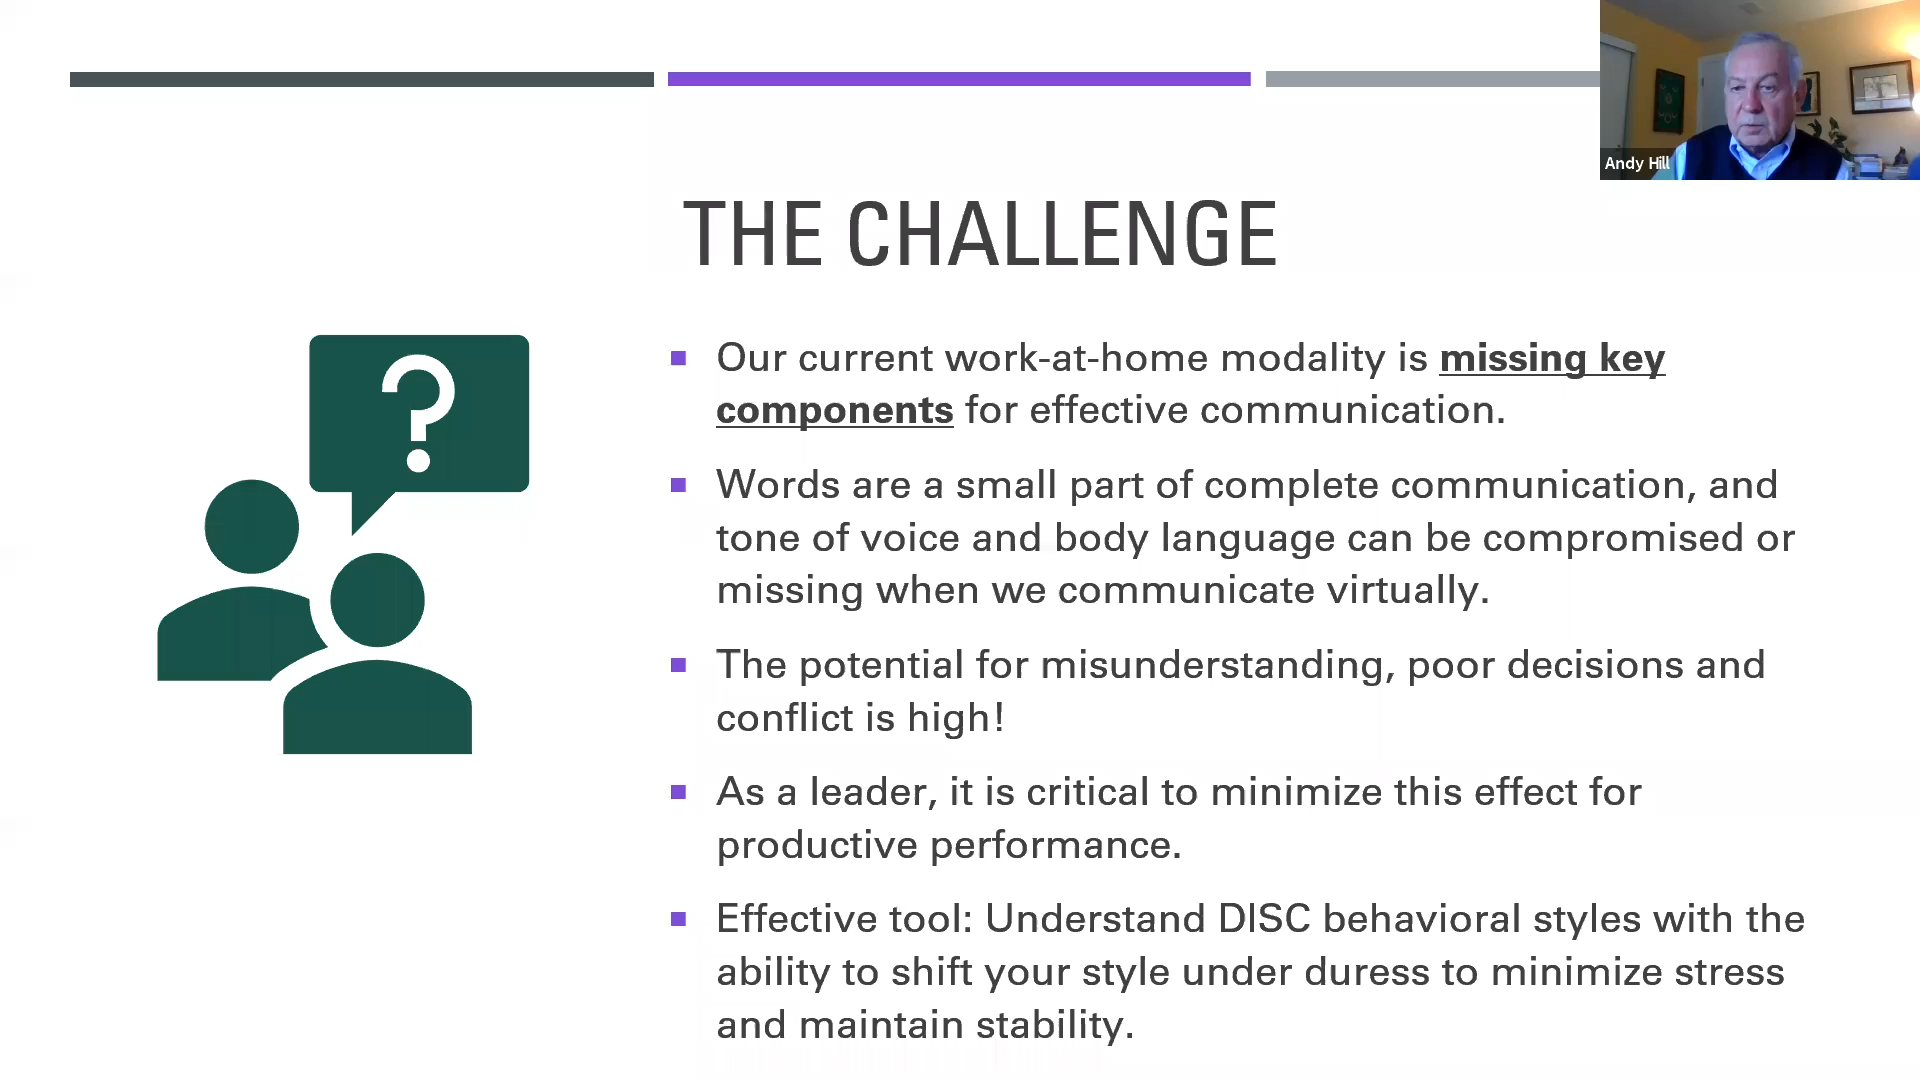 Andy Hill
THE CHALLENGE
?
Our current work-at-home modality is missing key
components for effective communication.
Words are a small part of complete communication, and
tone of voice and body language can be compromised or
missing when we communicate virtually.
The potential for misunderstanding, poor decisions and
conflict is high!
As a leader, it is critical to minimize this effect for
productive performance.
Effective tool: Understand DISC behavioral styles with the
ability to shift your style under duress to minimize stress
and maintain stability.